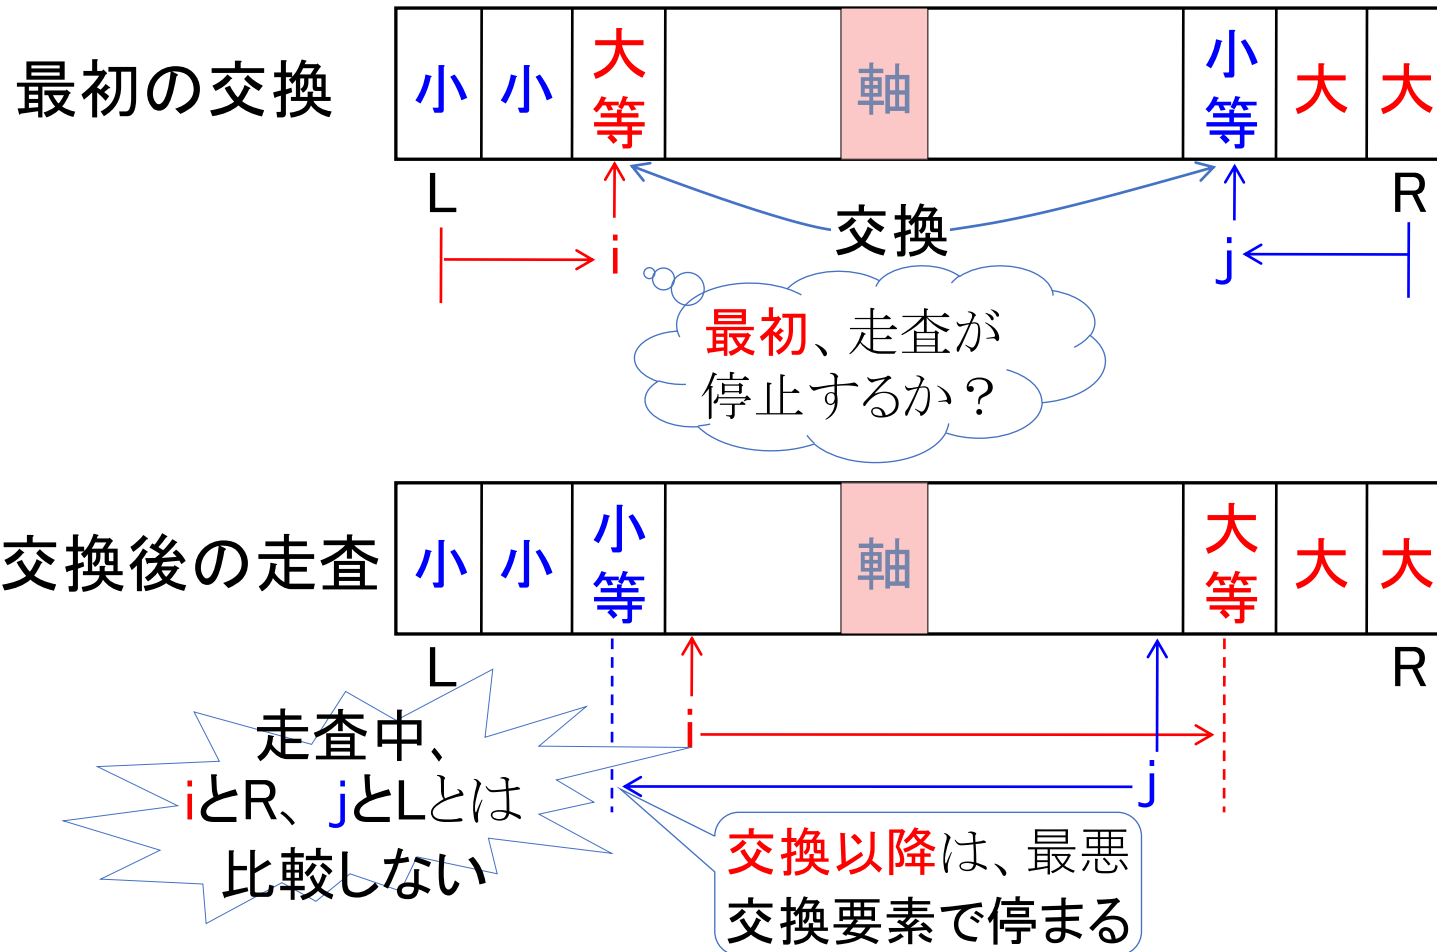 最初の交換
小 小 大等 軸 小等 大 大
L
R
i
交換
j
最初、走査が
停止するか？
交換後の走査
小 小 小等 軸 大等 大 大
L
R
i
j
走査中、
iとR、jとLとは
比較しない
交換以降は、最悪
交換要素で停まる